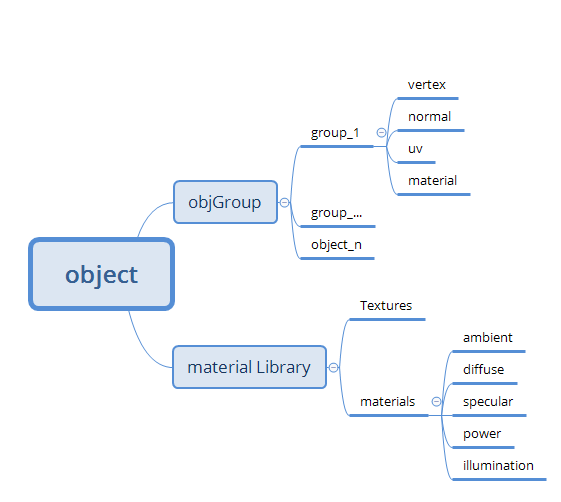 object
objGroup
group_1
vertex
normal
uv
material
group_...
object_n
material Library
Textures
materials
ambient
diffuse
specular
power
illumination